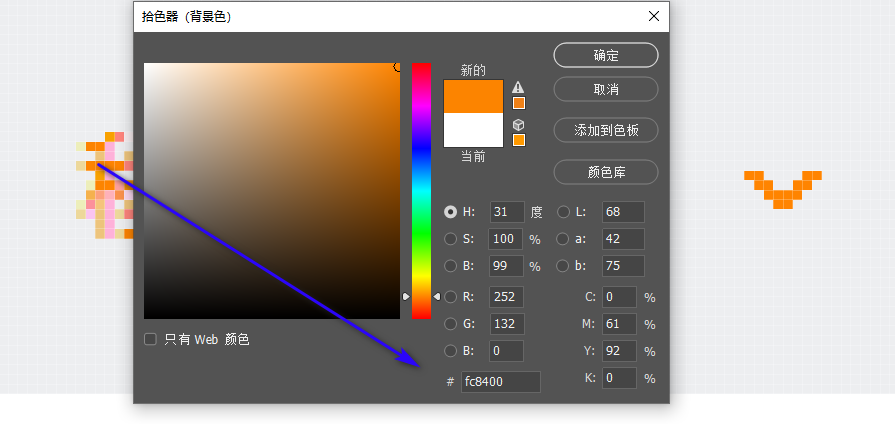 拾色器（背景色）
新的
当前
确定
取消
添加到色板
颜色库
H: 31 度
S: 100 %
B: 99 %
R: 252
G: 132
B: 0
# fc8400
L: 68
a: 42
b: 75
C: 0 %
M: 61 %
Y: 92 %
K: 0 %
只有 Web 颜色